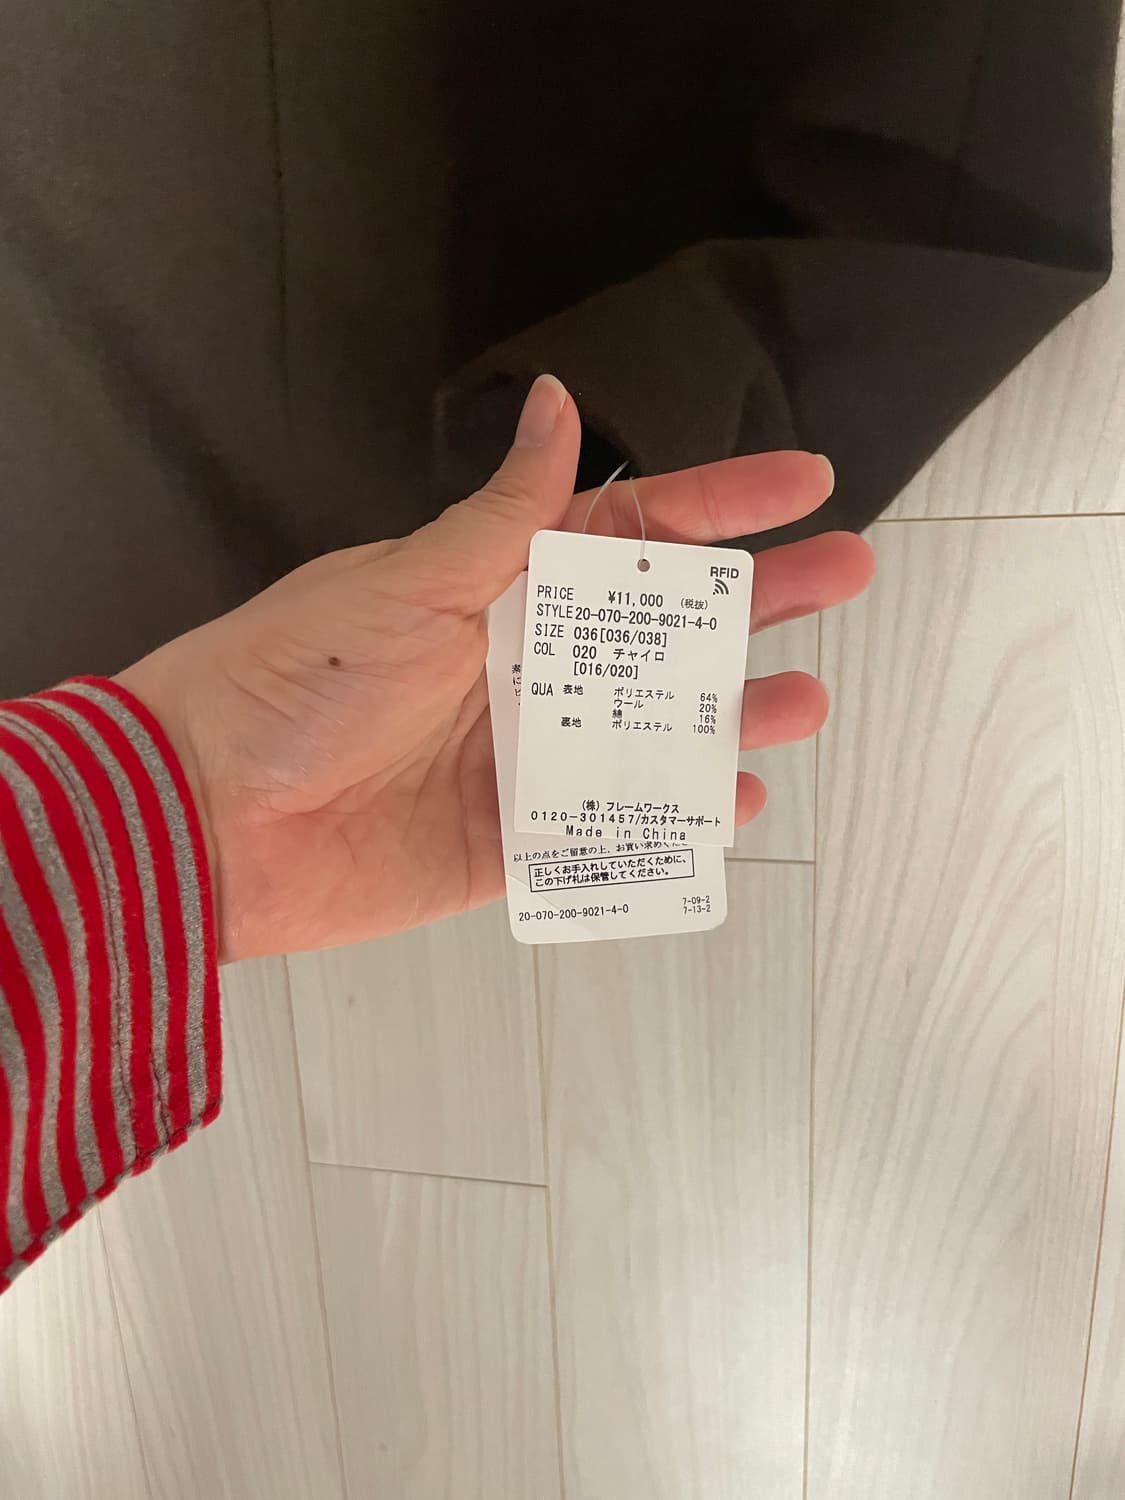 RFID
PRICE ¥11,000 (税抜)
STYLE 20-070-200-9021-4-0
SIZE 036[036/038]
COL 020 チャイロ
[016/020]
QUA 表地 ポリエステル 64%
ウール 20%
綿 16%
裏地 ポリエステル 100%
(株) フレームワークス
0120-301457/カスタマーサポート
Made in China
以上の点をご留意の上、お買い求めくだ
正しくお手入れしていただくために、
この下げ札は保管してください。
20-070-200-9021-4-0
7-09-2
7-13-2